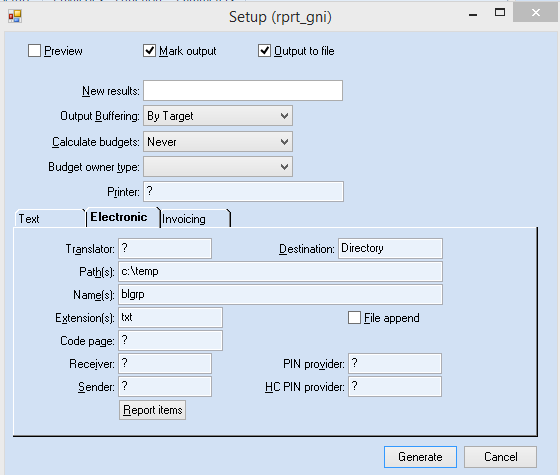 Setup (rprt_gni)
Preview Mark output Output to file
New results:
Output Buffering: By Target
Calculate budgets: Never
Budget owner type:
Printer: ?
Text Electronic Invoicing
Translator: ? Destination: Directory
Path(s): c:\temp
Name(s): blgrp
Extension(s): txt File append
Code page: ?
Receiver: ? PIN provider: ?
Sender: ? HC PIN provider: ?
Report items
Generate Cancel